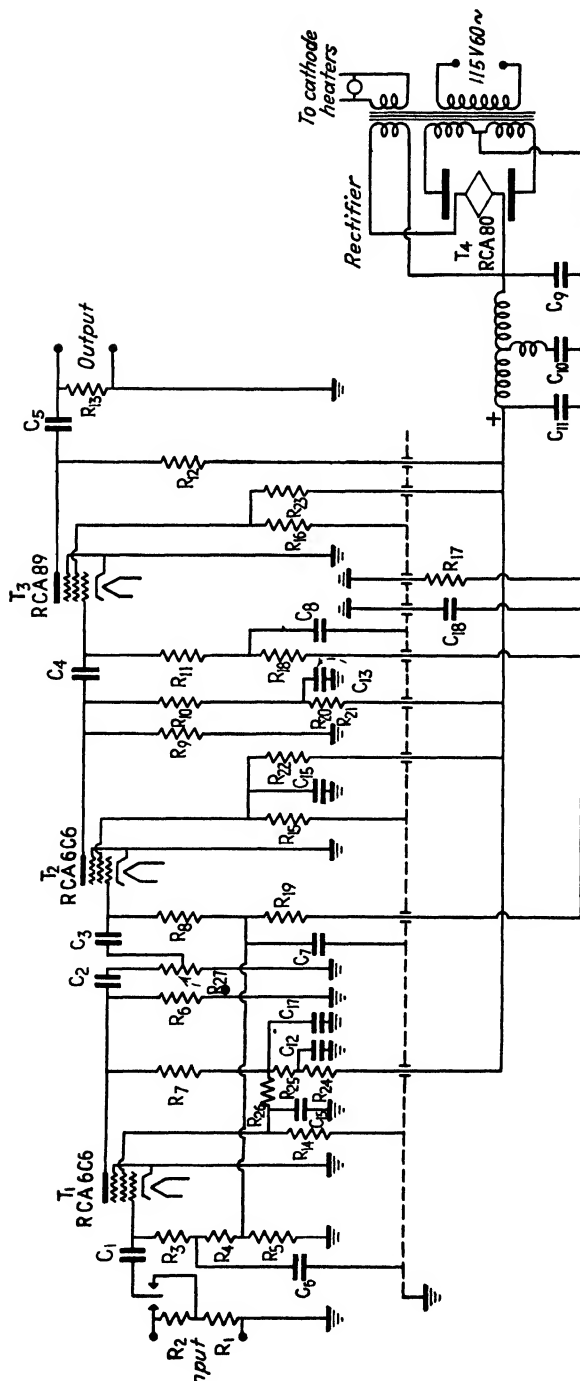 T1
RCA 6C6
T2
RCA 6C6
T3
RCA 89
C1
C2
C3
C4
C5
nput
R2
R1
R3
R4
R5
C6
R14
C15
R26
R7
R25
R24
C12
C17
R6
R27
R8
C7
R19
R15
C15
R22
R9
R10
R20
R21
C13
R11
R18
C8
C18
R17
R16
R23
R12
R13
Output
+
C11
C10
C9
T4
RCA 80
Rectifier
To cathode
heaters
115V 60~